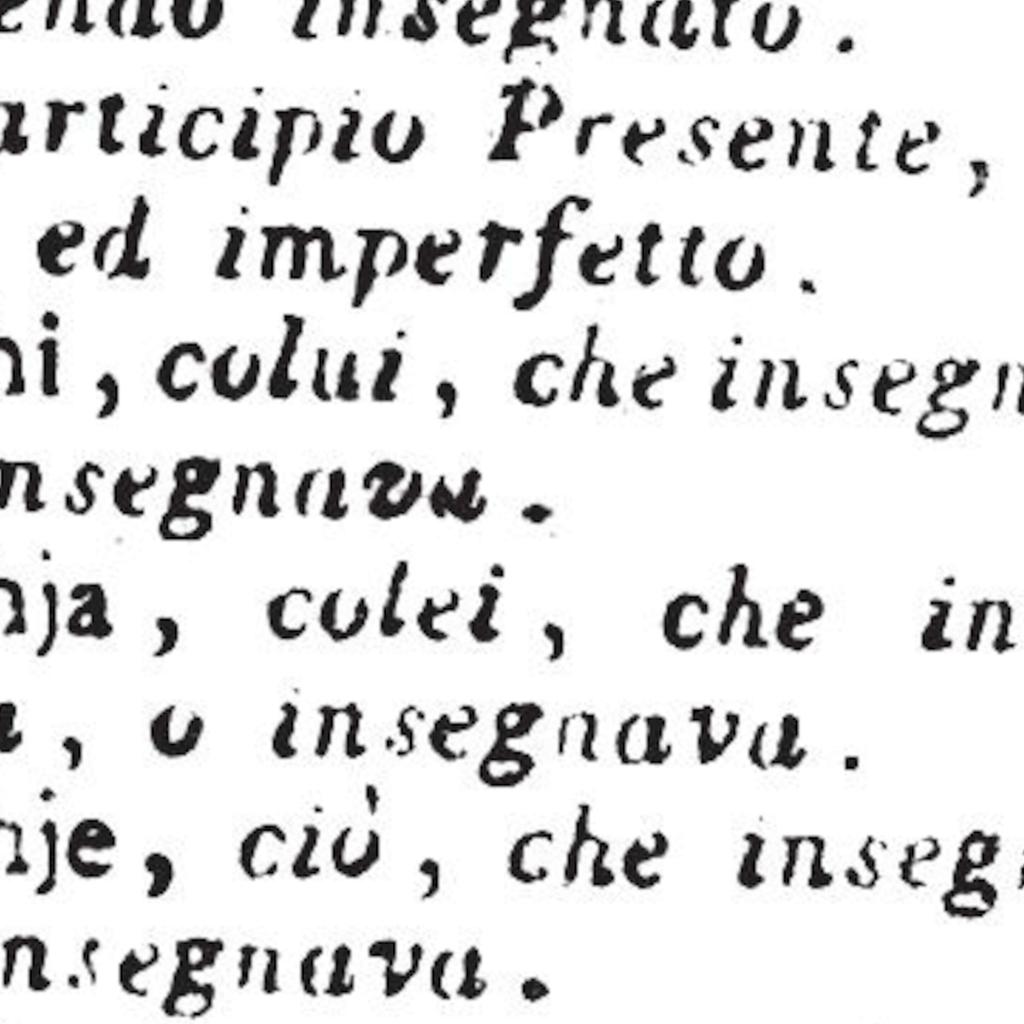 endo insegnato.
articipio Presente,
ed imperfetto.
ni, colui, che insegn
nsegnava.
nja, colei, che in
a, o insegnava.
nje, ciò, che insegn
nsegnava.